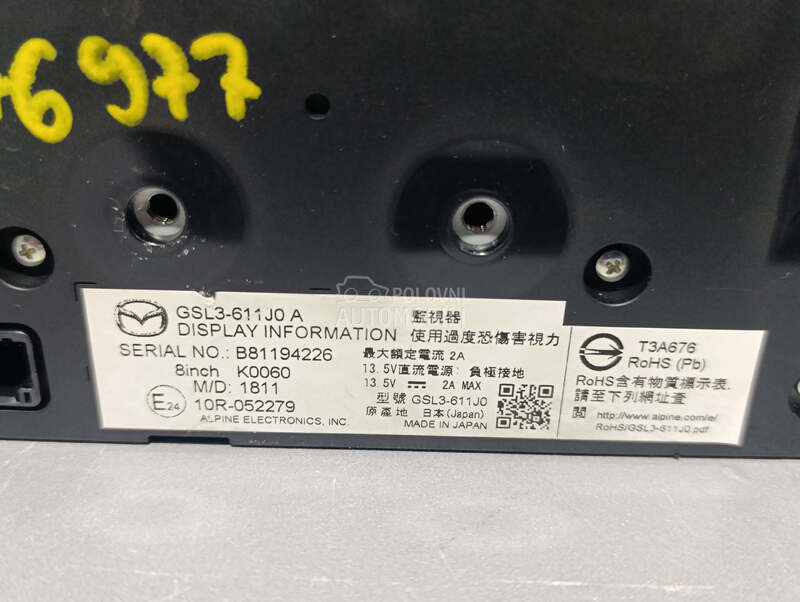 6977
POLOVNI
AUTOMOBILI
GSL3-611J0 A
DISPLAY INFORMATION
SERIAL NO.: B81194226
8inch K0060
M/D: 1811
E24 10R-052279
ALPINE ELECTRONICS, INC.
監視器
使用過度恐傷害視力
最大額定電流 2A
13.5V直流電源: 負極接地
13.5V 2A MAX
型號 GSL3-611J0
原產地 日本(Japan)
MADE IN JAPAN
T3A676
RoHS (Pb)
RoHS含有物質標示表.
請至下列網址查
閱 http://www.alpine.com/e/
RoHS/GSL3-611J0.pdf